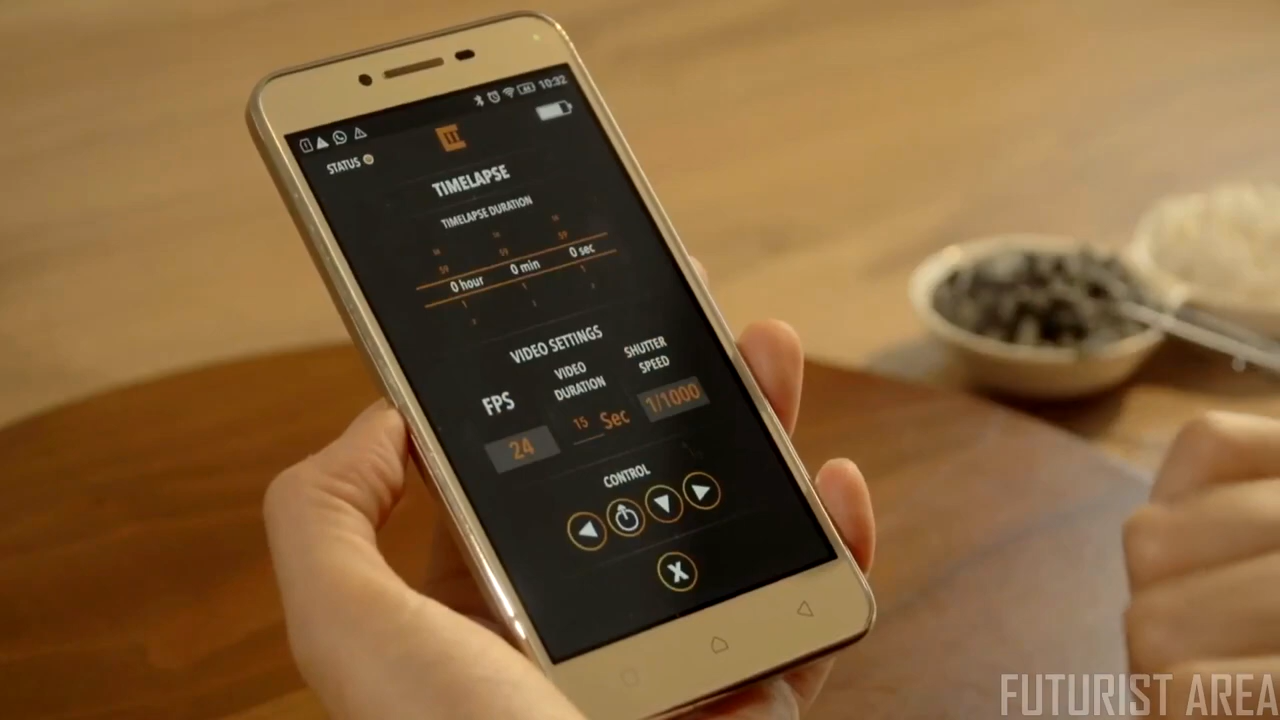 10:32
STATUS
TIMELAPSE
TIMELAPSE DURATION
59 59 59
0 hour 0 min 0 sec
1 1 1
VIDEO SETTINGS
FPS
VIDEO
DURATION
SHUTTER
SPEED
24
15 Sec
1/1000
CONTROL
X
FUTURIST AREA